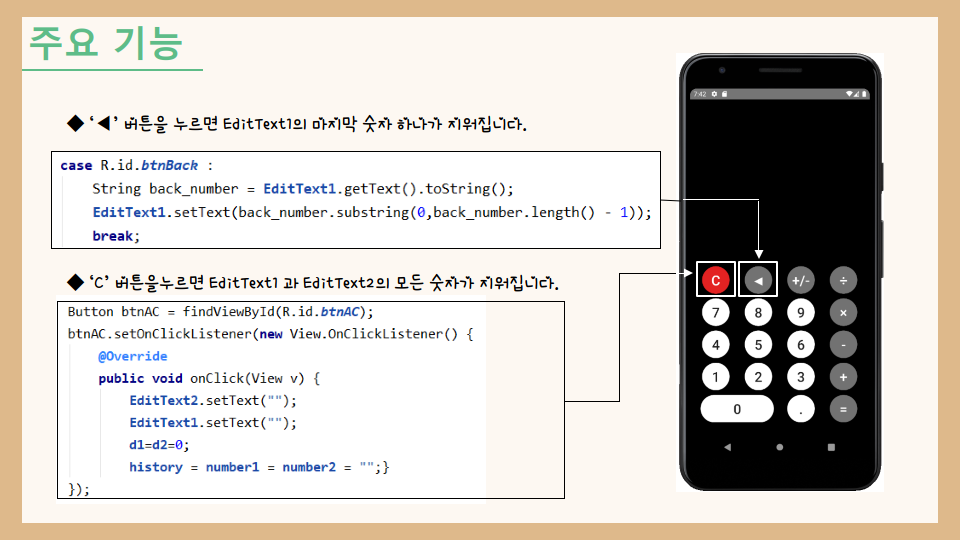 주요 기능
◆ ‘◀’ 버튼을 누르면 EditText1의 마지막 숫자 하나가 지워집니다.
case R.id.btnBack :
String back_number = EditText1.getText().toString();
EditText1.setText(back_number.substring(0,back_number.length() - 1));
break;
◆ ‘C’ 버튼을누르면 EditText1 과 EditText2의 모든 숫자가 지워집니다.
Button btnAC = findViewById(R.id.btnAC);
btnAC.setOnClickListener(new View.OnClickListener() {
@Override
public void onClick(View v) {
EditText2.setText("");
EditText1.setText("");
d1=d2=0;
history = number1 = number2 = "";}
});
7:42
C ◀ +/- ÷
7 8 9 ×
4 5 6 -
1 2 3 +
0 . =